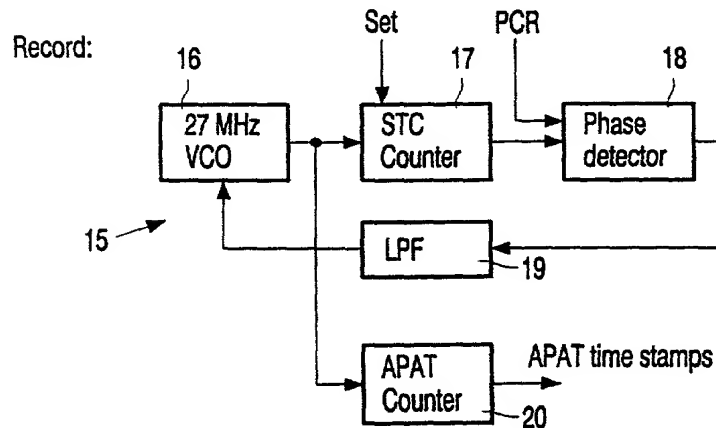 Record:
Set
PCR
16
17
18
27 MHz
VCO
STC
Counter
Phase
detector
15
LPF
19
APAT
Counter
20
APAT time stamps